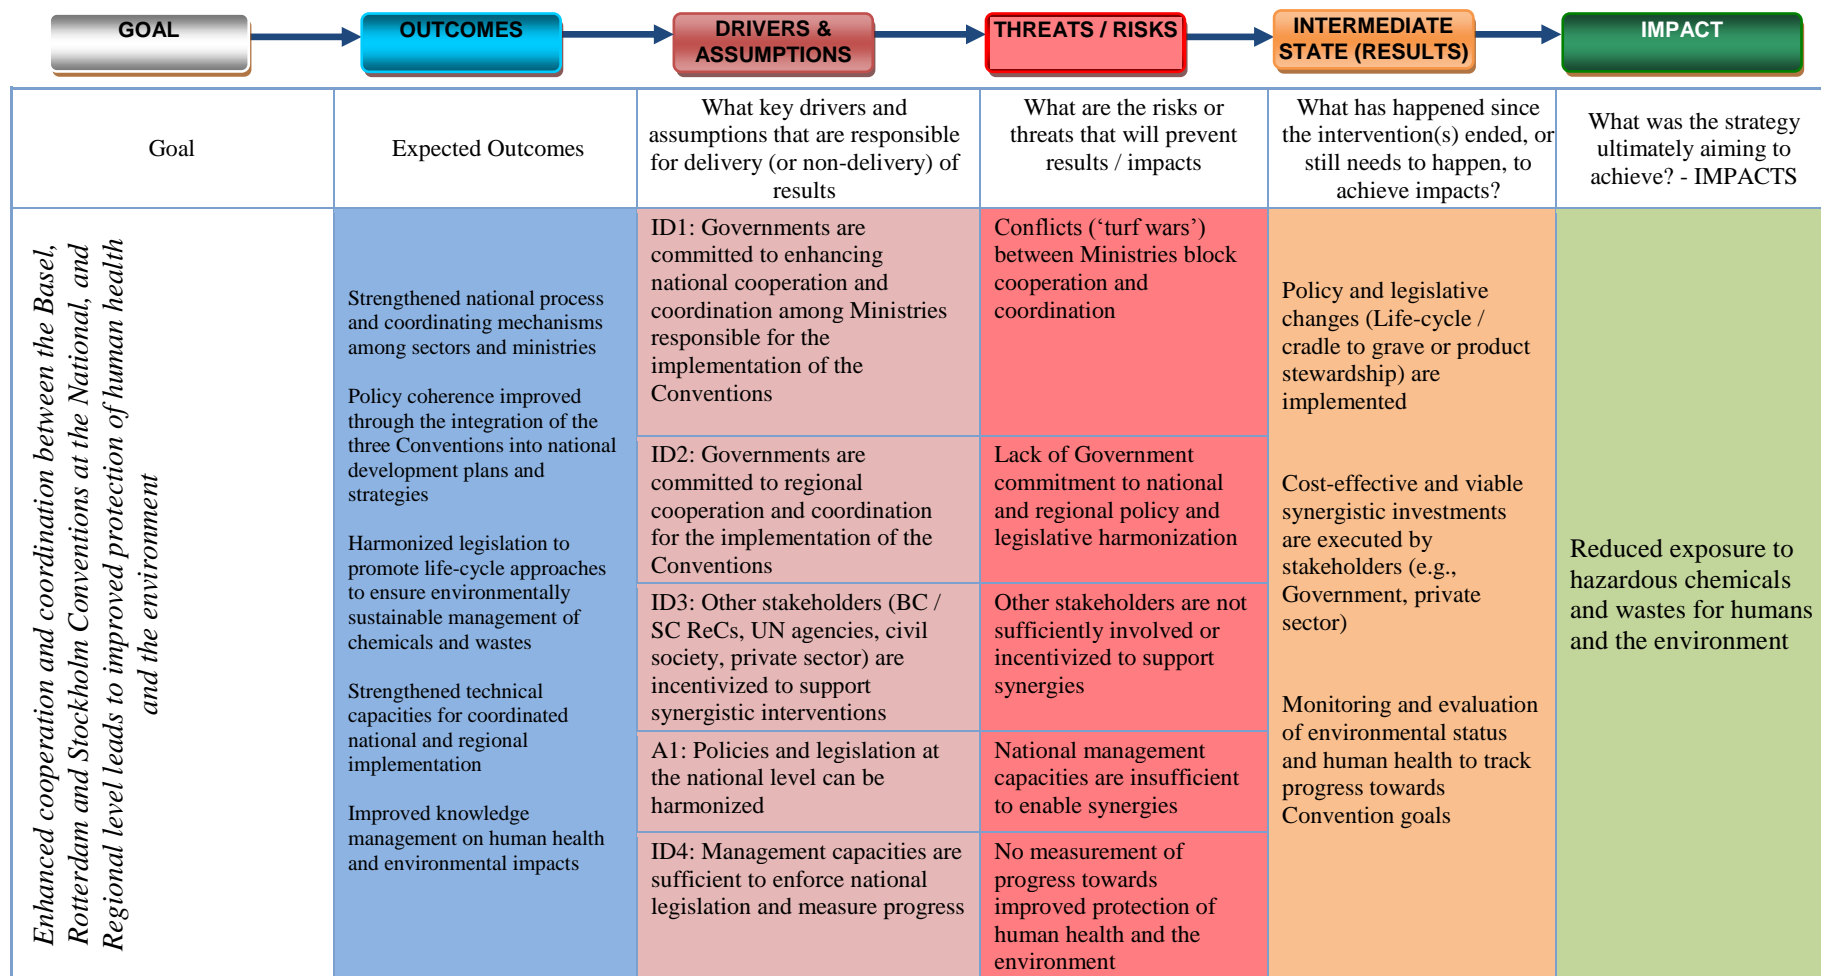 GOAL
OUTCOMES
DRIVERS &
ASSUMPTIONS
THREATS / RISKS
INTERMEDIATE
STATE (RESULTS)
IMPACT
Goal
Expected Outcomes
What key drivers and
assumptions that are responsible
for delivery (or non-delivery) of
results
What are the risks or
threats that will prevent
results / impacts
What has happened since
the intervention(s) ended, or
still needs to happen, to
achieve impacts?
What was the strategy
ultimately aiming to
achieve? - IMPACTS
Enhanced cooperation and coordination between the Basel,
Rotterdam and Stockholm Conventions at the National, and
Regional level leads to improved protection of human health
and the environment
Strengthened national process
and coordinating mechanisms
among sectors and ministries
Policy coherence improved
through the integration of the
three Conventions into national
development plans and
strategies
Harmonized legislation to
promote life-cycle approaches
to ensure environmentally
sustainable management of
chemicals and wastes
Strengthened technical
capacities for coordinated
national and regional
implementation
Improved knowledge
management on human health
and environmental impacts
ID1: Governments are
committed to enhancing
national cooperation and
coordination among Ministries
responsible for the
implementation of the
Conventions
ID2: Governments are
committed to regional
cooperation and coordination
for the implementation of the
Conventions
ID3: Other stakeholders (BC /
SC ReCs, UN agencies, civil
society, private sector) are
incentivized to support
synergistic interventions
A1: Policies and legislation at
the national level can be
harmonized
ID4: Management capacities are
sufficient to enforce national
legislation and measure progress
Conflicts (‘turf wars’)
between Ministries block
cooperation and
coordination
Lack of Government
commitment to national
and regional policy and
legislative harmonization
Other stakeholders are not
sufficiently involved or
incentivized to support
synergies
National management
capacities are insufficient
to enable synergies
No measurement of
progress towards
improved protection of
human health and the
environment
Policy and legislative
changes (Life-cycle /
cradle to grave or product
stewardship) are
implemented
Cost-effective and viable
synergistic investments
are executed by
stakeholders (e.g.,
Government, private
sector)
Monitoring and evaluation
of environmental status
and human health to track
progress towards
Convention goals
Reduced exposure to
hazardous chemicals
and wastes for humans
and the environment